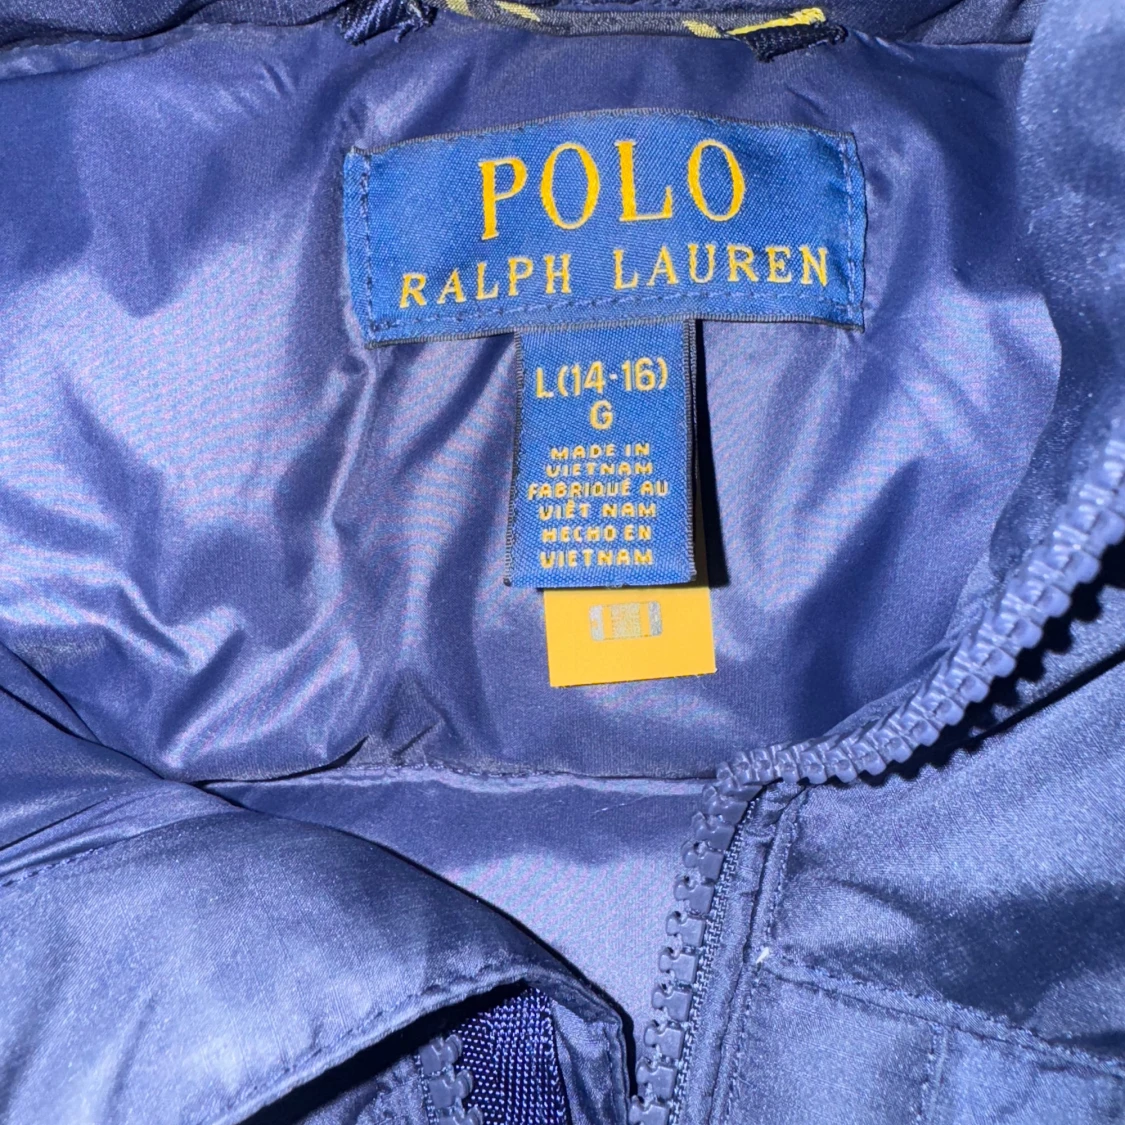 POLO
RALPH LAUREN
L(14-16)
G
MADE IN
VIETNAM
FABRIQUÉ AU
VIÊT NAM
HECHO EN
VIETNAM